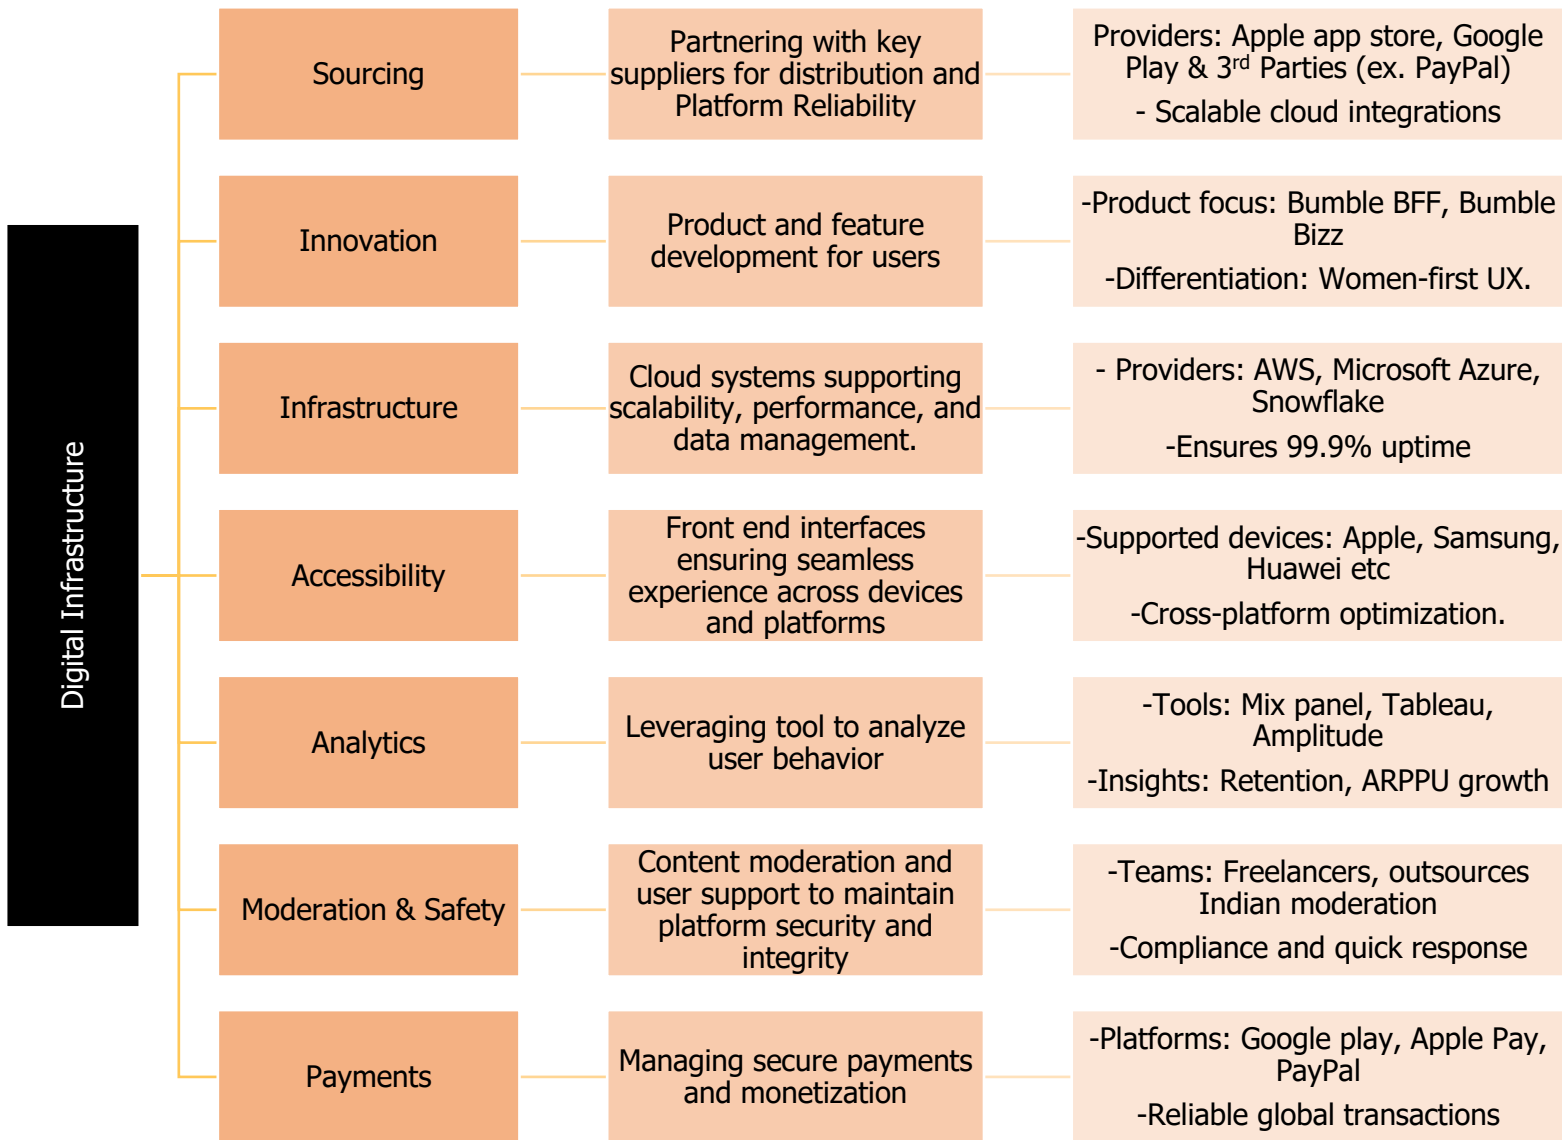 Digital Infrastructure
Sourcing
Partnering with key
suppliers for distribution and
Platform Reliability
Providers: Apple app store, Google
Play & 3rd Parties (ex. PayPal)
- Scalable cloud integrations
Innovation
Product and feature
development for users
-Product focus: Bumble BFF, Bumble
Bizz
-Differentiation: Women-first UX.
Infrastructure
Cloud systems supporting
scalability, performance, and
data management.
- Providers: AWS, Microsoft Azure,
Snowflake
-Ensures 99.9% uptime
Accessibility
Front end interfaces
ensuring seamless
experience across devices
and platforms
-Supported devices: Apple, Samsung,
Huawei etc
-Cross-platform optimization.
Analytics
Leveraging tool to analyze
user behavior
-Tools: Mix panel, Tableau,
Amplitude
-Insights: Retention, ARPPU growth
Moderation & Safety
Content moderation and
user support to maintain
platform security and
integrity
-Teams: Freelancers, outsources
Indian moderation
-Compliance and quick response
Payments
Managing secure payments
and monetization
-Platforms: Google play, Apple Pay,
PayPal
-Reliable global transactions